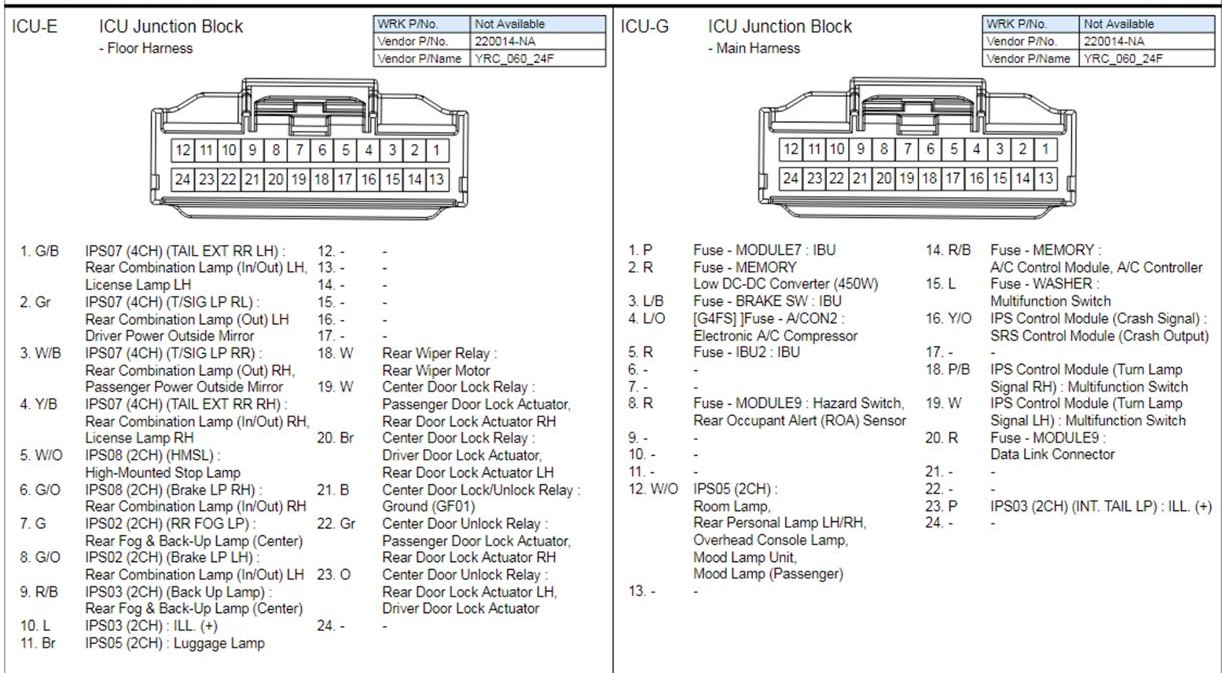 ICU-E ICU Junction Block
- Floor Harness
WRK P/No. Not Available
Vendor P/No. 220014-NA
Vendor P/Name YRC_060_24F
12 11 10 9 8 7 6 5 4 3 2 1
24 23 22 21 20 19 18 17 16 15 14 13
1. G/B IPS07 (4CH) (TAIL EXT RR LH) :
Rear Combination Lamp (In/Out) LH,
License Lamp LH
2. Gr IPS07 (4CH) (T/SIG LP RL) :
Rear Combination Lamp (Out) LH
Driver Power Outside Mirror
3. W/B IPS07 (4CH) (T/SIG LP RR) :
Rear Combination Lamp (Out) RH,
Passenger Power Outside Mirror
4. Y/B IPS07 (4CH) (TAIL EXT RR RH) :
Rear Combination Lamp (In/Out) RH,
License Lamp RH
5. W/O IPS08 (2CH) (HMSL) :
High-Mounted Stop Lamp
6. G/O IPS08 (2CH) (Brake LP RH) :
Rear Combination Lamp (In/Out) RH
7. G IPS02 (2CH) (RR FOG LP) :
Rear Fog & Back-Up Lamp (Center)
8. G/O IPS02 (2CH) (Brake LP LH) :
Rear Combination Lamp (In/Out) LH
9. R/B IPS03 (2CH) (Back Up Lamp) :
Rear Fog & Back-Up Lamp (Center)
10. L IPS03 (2CH) : ILL. (+)
11. Br IPS05 (2CH) : Luggage Lamp
12. - -
13. - -
14. - -
15. - -
16. - -
17. - -
18. W Rear Wiper Relay :
Rear Wiper Motor
19. W Center Door Lock Relay :
Passenger Door Lock Actuator,
Rear Door Lock Actuator RH
20. Br Center Door Lock Relay :
Driver Door Lock Actuator,
Rear Door Lock Actuator LH
21. B Center Door Lock/Unlock Relay :
Ground (GF01)
22. Gr Center Door Unlock Relay :
Passenger Door Lock Actuator,
Rear Door Lock Actuator RH
23. O Center Door Unlock Relay :
Rear Door Lock Actuator LH,
Driver Door Lock Actuator
24. - -
ICU-G ICU Junction Block
- Main Harness
WRK P/No. Not Available
Vendor P/No. 220014-NA
Vendor P/Name YRC_060_24F
12 11 10 9 8 7 6 5 4 3 2 1
24 23 22 21 20 19 18 17 16 15 14 13
1. P Fuse - MODULE7 : IBU
2. R Fuse - MEMORY
Low DC-DC Converter (450W)
3. L/B Fuse - BRAKE SW : IBU
4. L/O [G4FS] ]Fuse - A/CON2 :
Electronic A/C Compressor
5. R Fuse - IBU2 : IBU
6. - -
7. - -
8. R Fuse - MODULE9 : Hazard Switch,
Rear Occupant Alert (ROA) Sensor
9. - -
10. - -
11. - -
12. W/O IPS05 (2CH) :
Room Lamp,
Rear Personal Lamp LH/RH,
Overhead Console Lamp,
Mood Lamp Unit,
Mood Lamp (Passenger)
13. - -
14. R/B Fuse - MEMORY :
A/C Control Module, A/C Controller
15. L Fuse - WASHER :
Multifunction Switch
16. Y/O IPS Control Module (Crash Signal) :
SRS Control Module (Crash Output)
17. - -
18. P/B IPS Control Module (Turn Lamp
Signal RH) : Multifunction Switch
19. W IPS Control Module (Turn Lamp
Signal LH) : Multifunction Switch
20. R Fuse - MODULE9 :
Data Link Connector
21. - -
22. - -
23. P IPS03 (2CH) (INT. TAIL LP) : ILL. (+)
24. - -